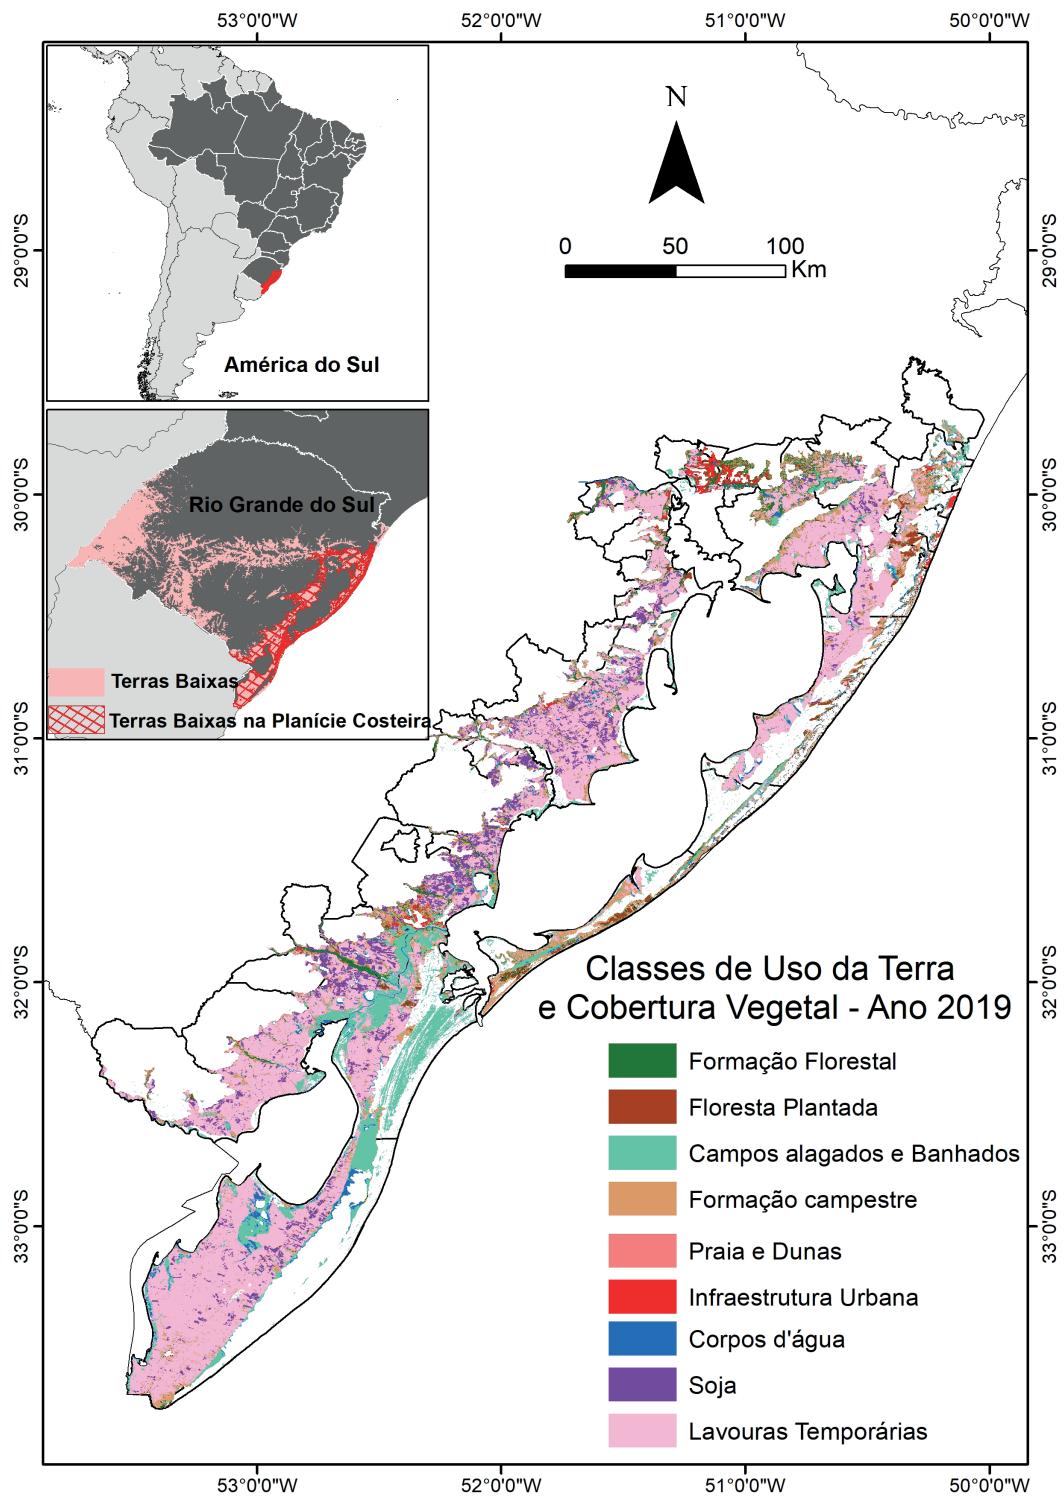 53°0'0"W 52°0'0"W 51°0'0"W 50°0'0"W
29°0'0"S
30°0'0"S
31°0'0"S
32°0'0"S
33°0'0"S
América do Sul
Rio Grande do Sul
Terras Baixas
Terras Baixas na Planície Costeira
N
0 50 100
Km
29°0'0"S
30°0'0"S
31°0'0"S
32°0'0"S
33°0'0"S
Classes de Uso da Terra
e Cobertura Vegetal - Ano 2019
Formação Florestal
Floresta Plantada
Campos alagados e Banhados
Formação campestre
Praia e Dunas
Infraestrutura Urbana
Corpos d'água
Soja
Lavouras Temporárias
53°0'0"W 52°0'0"W 51°0'0"W 50°0'0"W